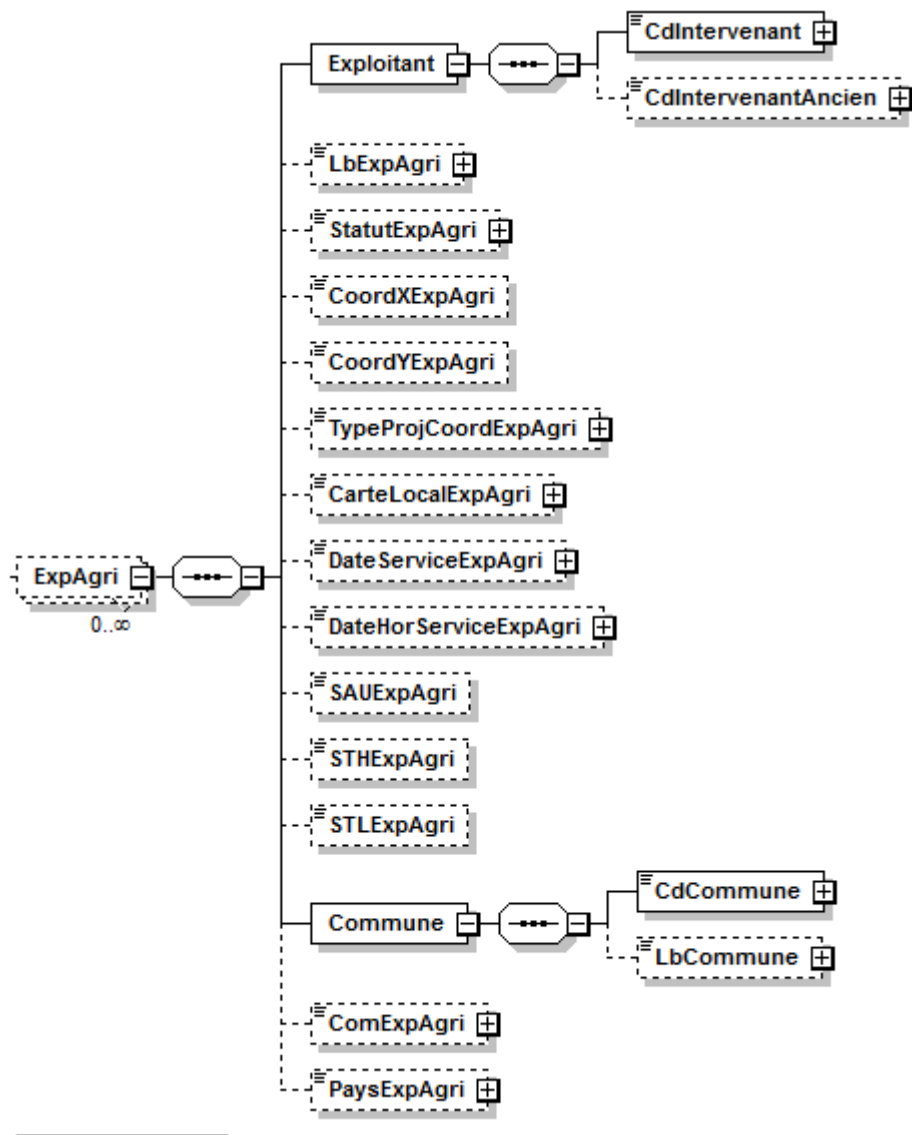 CdIntervenant
Exploitant
CdIntervenantAncien
LbExpAgri
StatutExpAgri
CoordXExpAgri
CoordYExpAgri
TypeProjCoordExpAgri
CarteLocalExpAgri
DateServiceExpAgri
ExpAgri
0..∞
DateHorServiceExpAgri
SAUExpAgri
STHExpAgri
STLExpAgri
CdCommune
Commune
LbCommune
ComExpAgri
PaysExpAgri